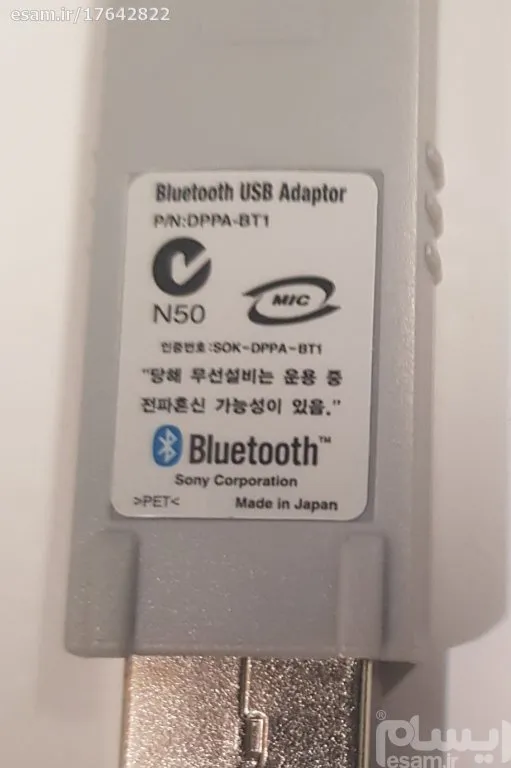 esam.ir/17642822
Bluetooth USB Adaptor
P/N:DPPA-BT1
N50
MIC
인증번호:SOK-DPPA-BT1
"당해 무선설비는 운용 중
전파혼신 가능성이 있음."
Bluetooth™
Sony Corporation
>PET< Made in Japan
ایسام®
esam.ir